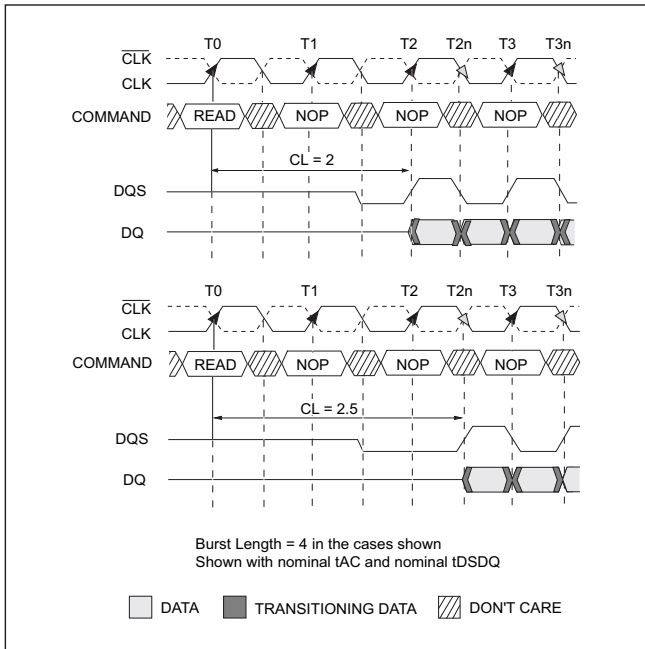 T0 T1 T2 T2n T3 T3n
CLK
CLK
COMMAND READ NOP NOP NOP
CL = 2
DQS
DQ
T0 T1 T2 T2n T3 T3n
CLK
CLK
COMMAND READ NOP NOP NOP
CL = 2.5
DQS
DQ
Burst Length = 4 in the cases shown
Shown with nominal tAC and nominal tDSDQ
DATA TRANSITIONING DATA DON'T CARE